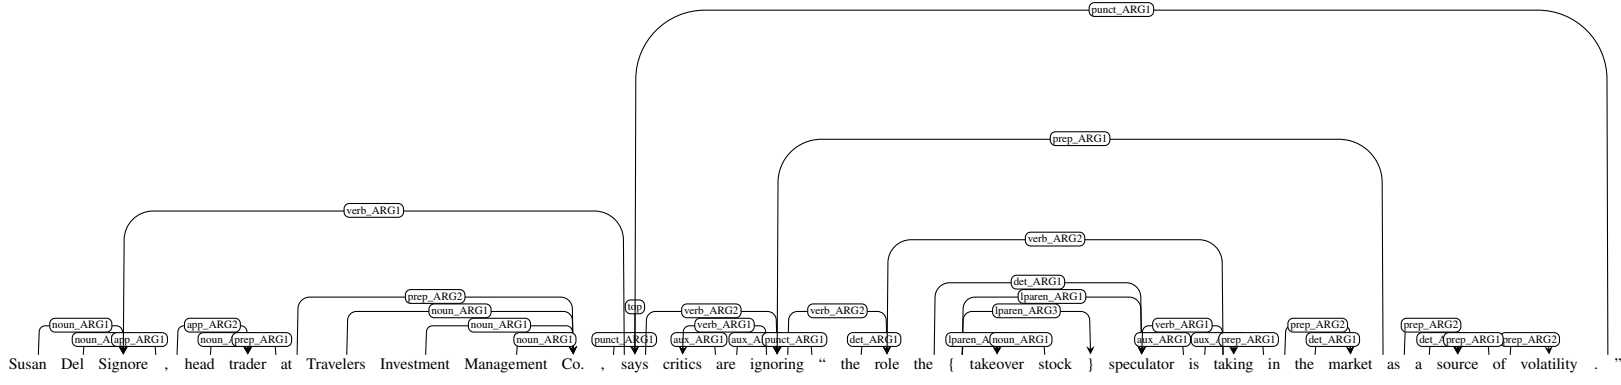 punct_ARG1
prep_ARG1
verb_ARG1
verb_ARG2
det_ARG1
prep_ARG2 lparen_ARG1
noun_ARG1 top verb_ARG2 verb_ARG2 lparen_ARG3
noun_ARG1 app_ARG2 noun_ARG1 verb_ARG1 verb_ARG1 prep_ARG2 prep_ARG2
app_ARG1 prep_ARG1 noun_ARG1 punct_ARG1 aux_ARG1 punct_ARG1 det_ARG1 noun_ARG1 aux_ARG1 prep_ARG1 det_ARG1 prep_ARG1 prep_ARG2
Susan Del Signore , head trader at Travelers Investment Management Co. , says critics are ignoring “ the role the { takeover stock } speculator is taking in the market as a source of volatility . ”